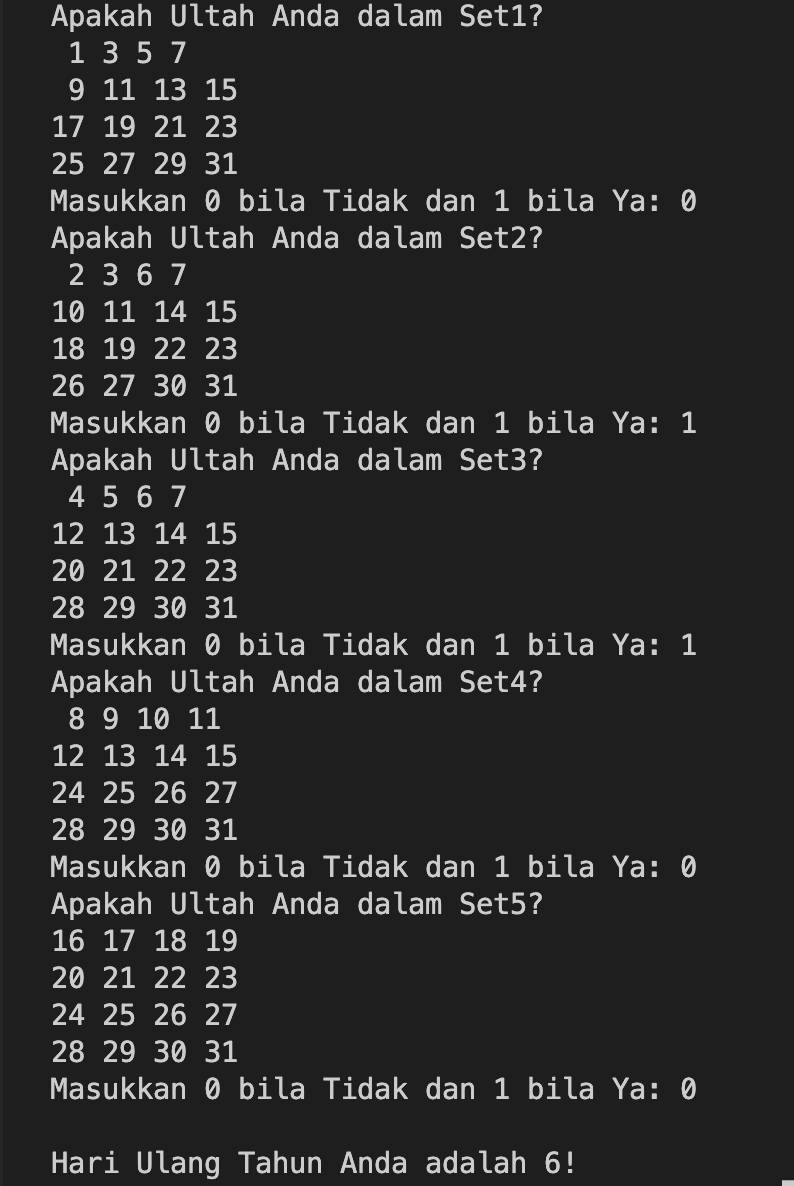 Apakah Ultah Anda dalam Set1?
1 3 5 7
9 11 13 15
17 19 21 23
25 27 29 31
Masukkan 0 bila Tidak dan 1 bila Ya: 0
Apakah Ultah Anda dalam Set2?
2 3 6 7
10 11 14 15
18 19 22 23
26 27 30 31
Masukkan 0 bila Tidak dan 1 bila Ya: 1
Apakah Ultah Anda dalam Set3?
4 5 6 7
12 13 14 15
20 21 22 23
28 29 30 31
Masukkan 0 bila Tidak dan 1 bila Ya: 1
Apakah Ultah Anda dalam Set4?
8 9 10 11
12 13 14 15
24 25 26 27
28 29 30 31
Masukkan 0 bila Tidak dan 1 bila Ya: 0
Apakah Ultah Anda dalam Set5?
16 17 18 19
20 21 22 23
24 25 26 27
28 29 30 31
Masukkan 0 bila Tidak dan 1 bila Ya: 0
Hari Ulang Tahun Anda adalah 6!